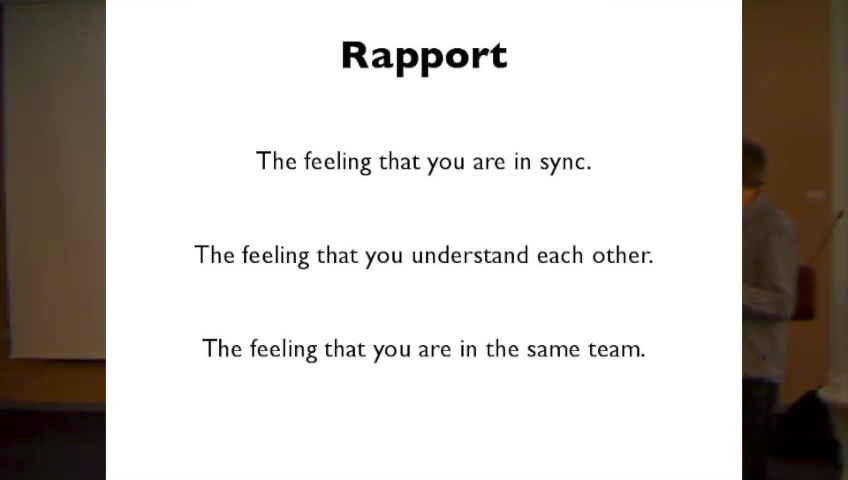 Rapport
The feeling that you are in sync.
The feeling that you understand each other.
The feeling that you are in the same team.